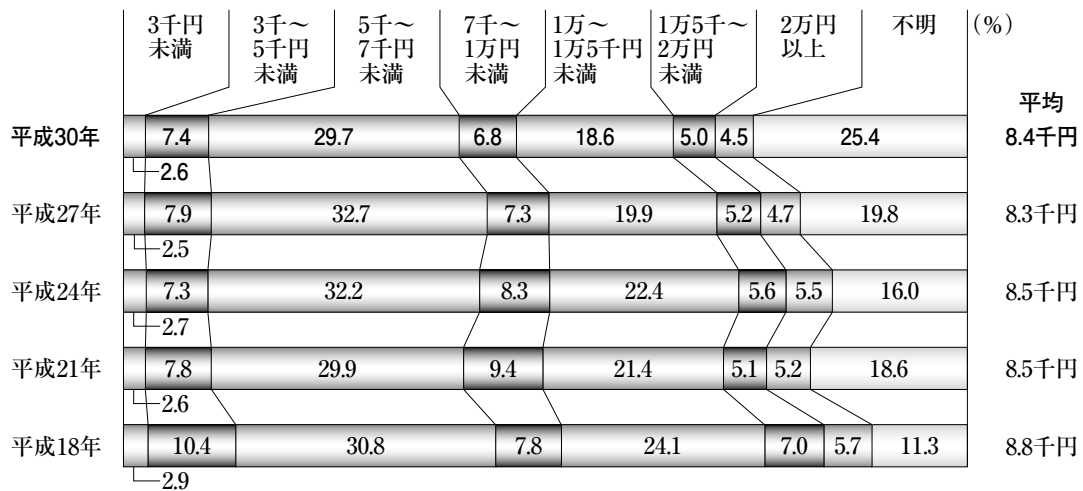 3千円 3千〜 5千〜 7千〜 1万〜 1万5千〜 2万円 不明 (%)
未満 5千円 7千円 1万円 1万5千円 2万円 以上
未満 未満 未満 未満 未満
平均
平成30年 7.4 29.7 6.8 18.6 5.0 4.5 25.4 8.4千円
2.6
平成27年 7.9 32.7 7.3 19.9 5.2 4.7 19.8 8.3千円
2.5
平成24年 7.3 32.2 8.3 22.4 5.6 5.5 16.0 8.5千円
2.7
平成21年 7.8 29.9 9.4 21.4 5.1 5.2 18.6 8.5千円
2.6
平成18年 10.4 30.8 7.8 24.1 7.0 5.7 11.3 8.8千円
2.9